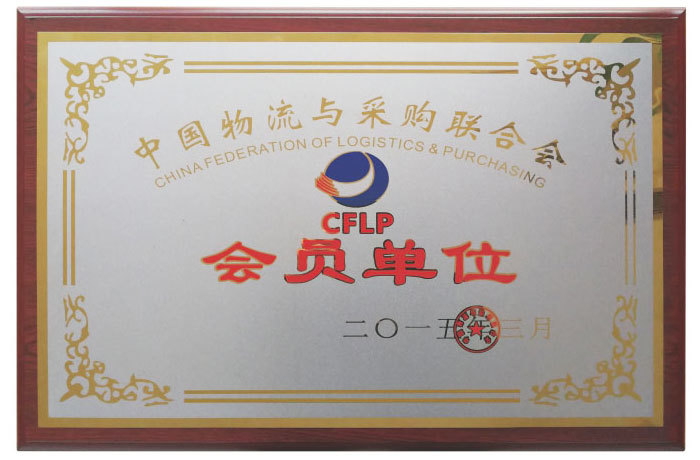 中国物流与采购联合会
CHINA FEDERATION OF LOGISTICS & PURCHASING
CFLP
会员单位
二〇一五年三月